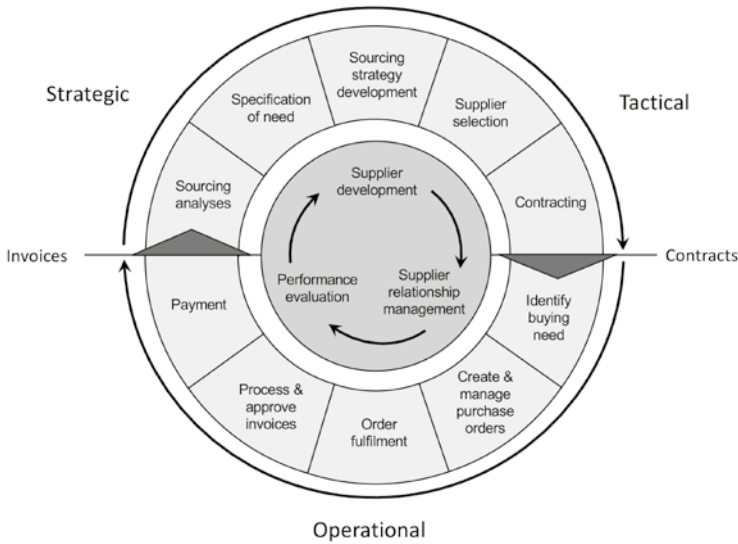 Strategic
Tactical
Sourcing
strategy
development
Specification
of need
Supplier
selection
Sourcing
analyses
Contracting
Supplier
development
Invoices
Contracts
Performance
evaluation
Supplier
relationship
management
Payment
Identify
buying
need
Process &
approve
invoices
Order
fulfilment
Create &
manage
purchase
orders
Operational